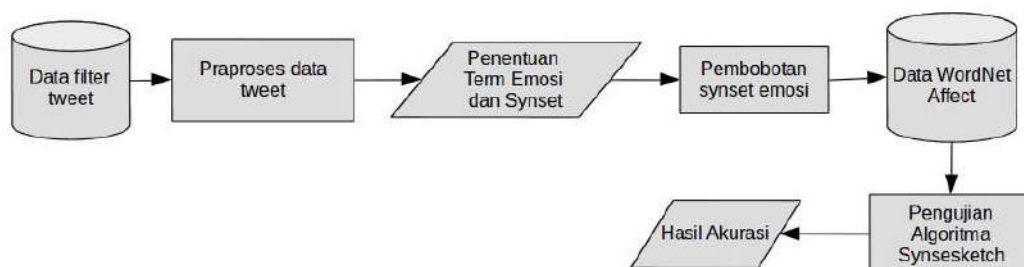 Data filter
tweet
Praproses data
tweet
Penentuan
Term Emosi
dan Synset
Pembobotan
synset emosi
Data WordNet
Affect
Pengujian
Algoritma
Synsesketch
Hasil Akurasi